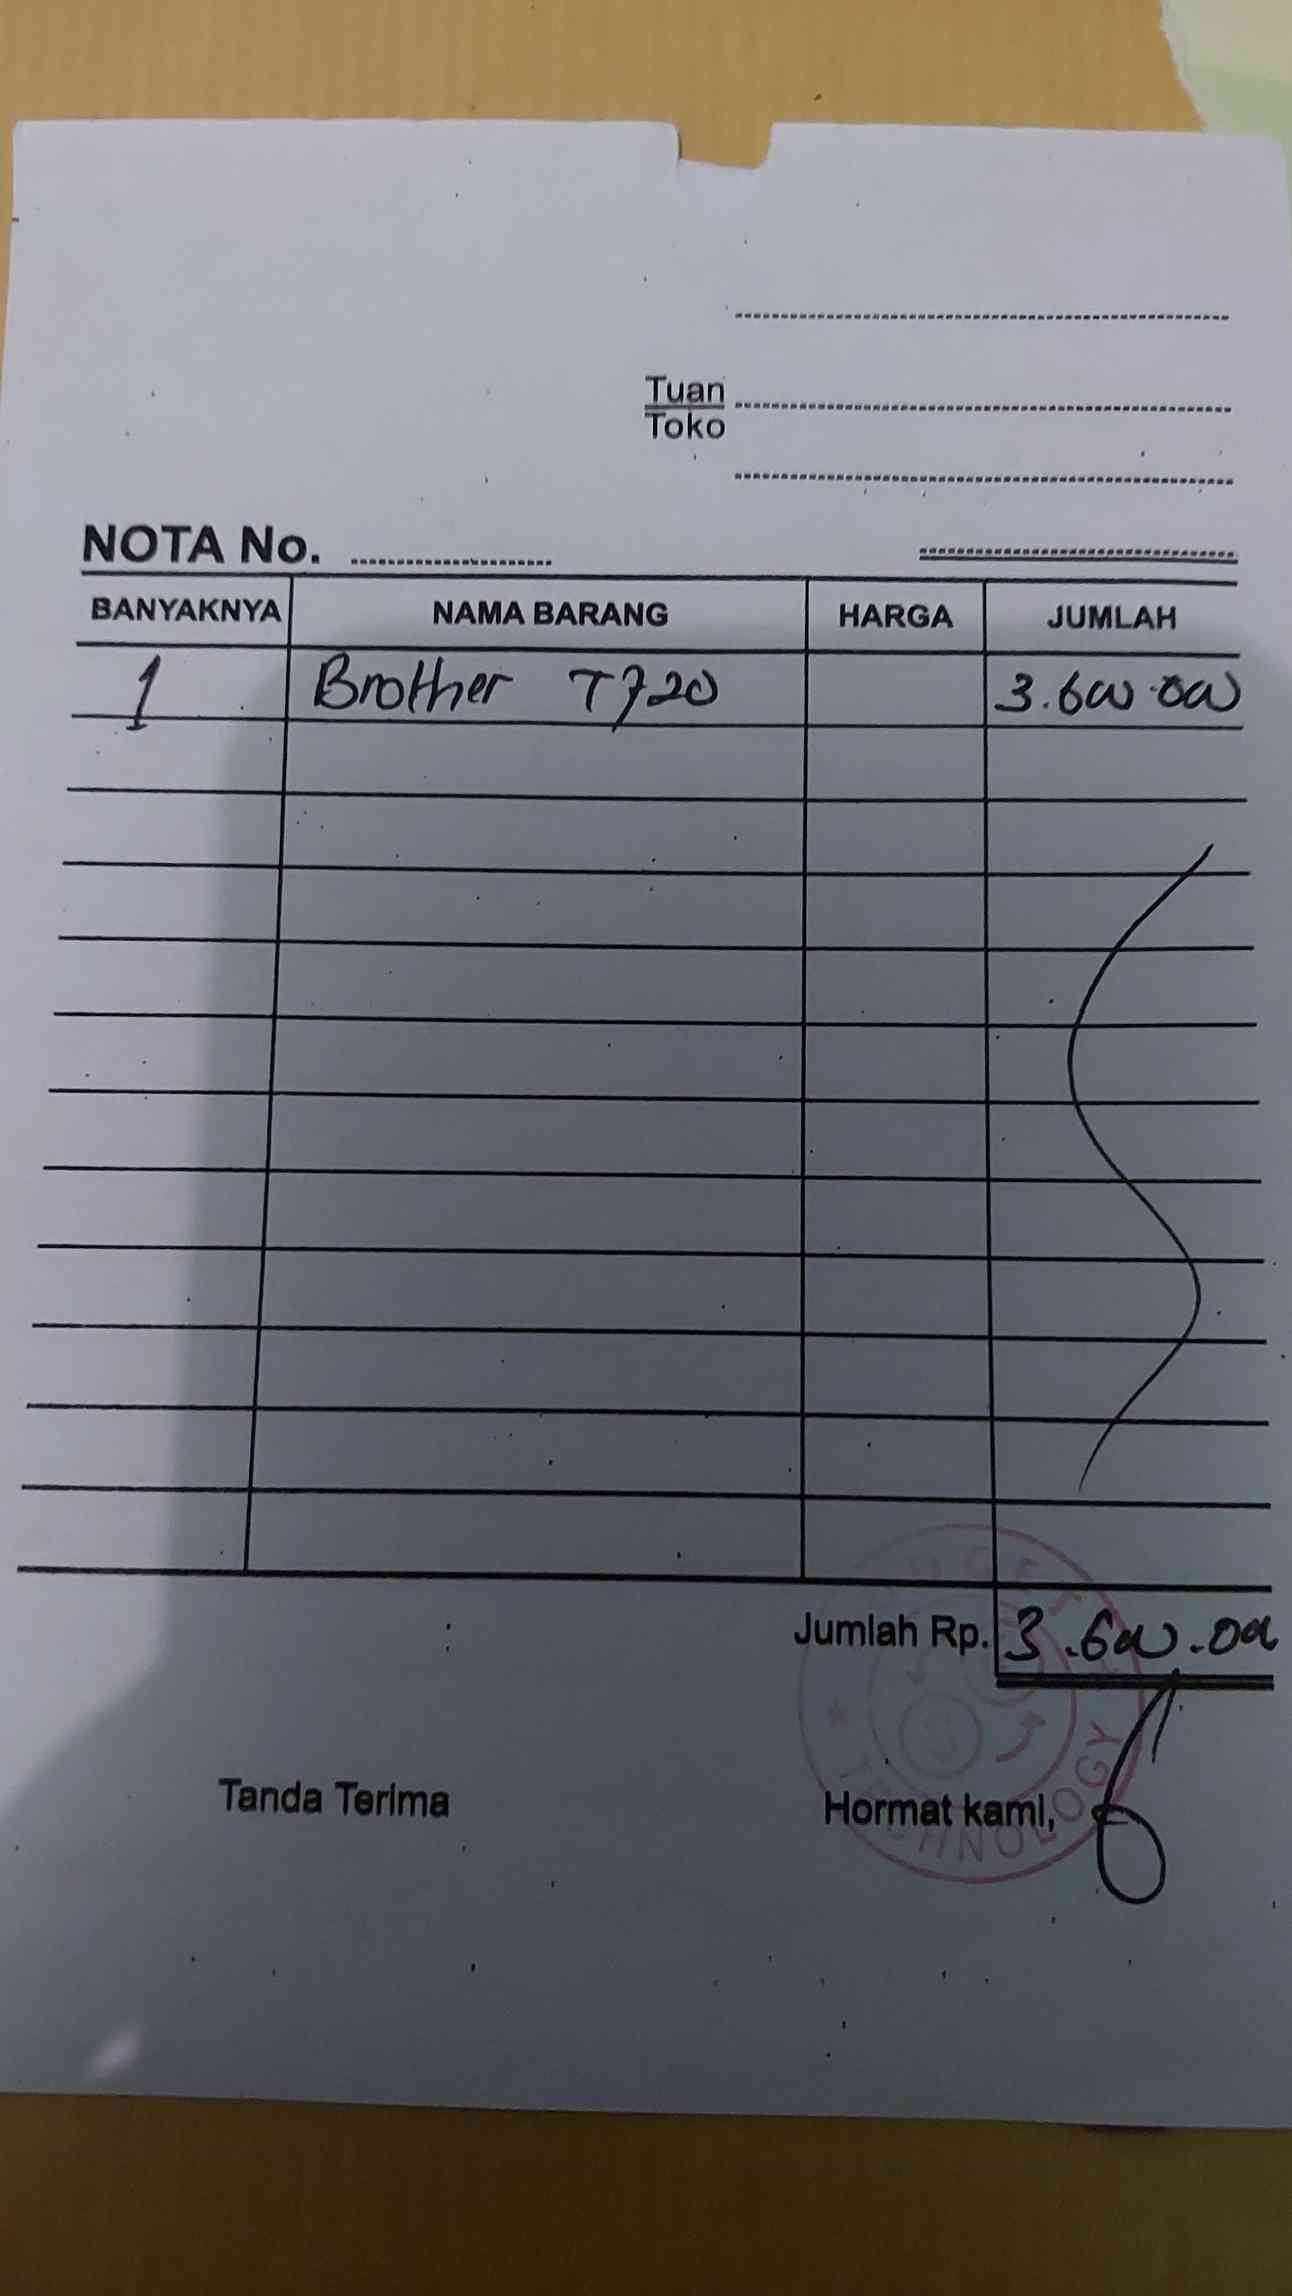 Tuan
Toko
NOTA No.
BANYAKNYA NAMA BARANG HARGA JUMLAH
1 Brother T720 3.600.000
Jumlah Rp. 3.600.000
Tanda Terima Hormat kami,
TECHNOLOGY